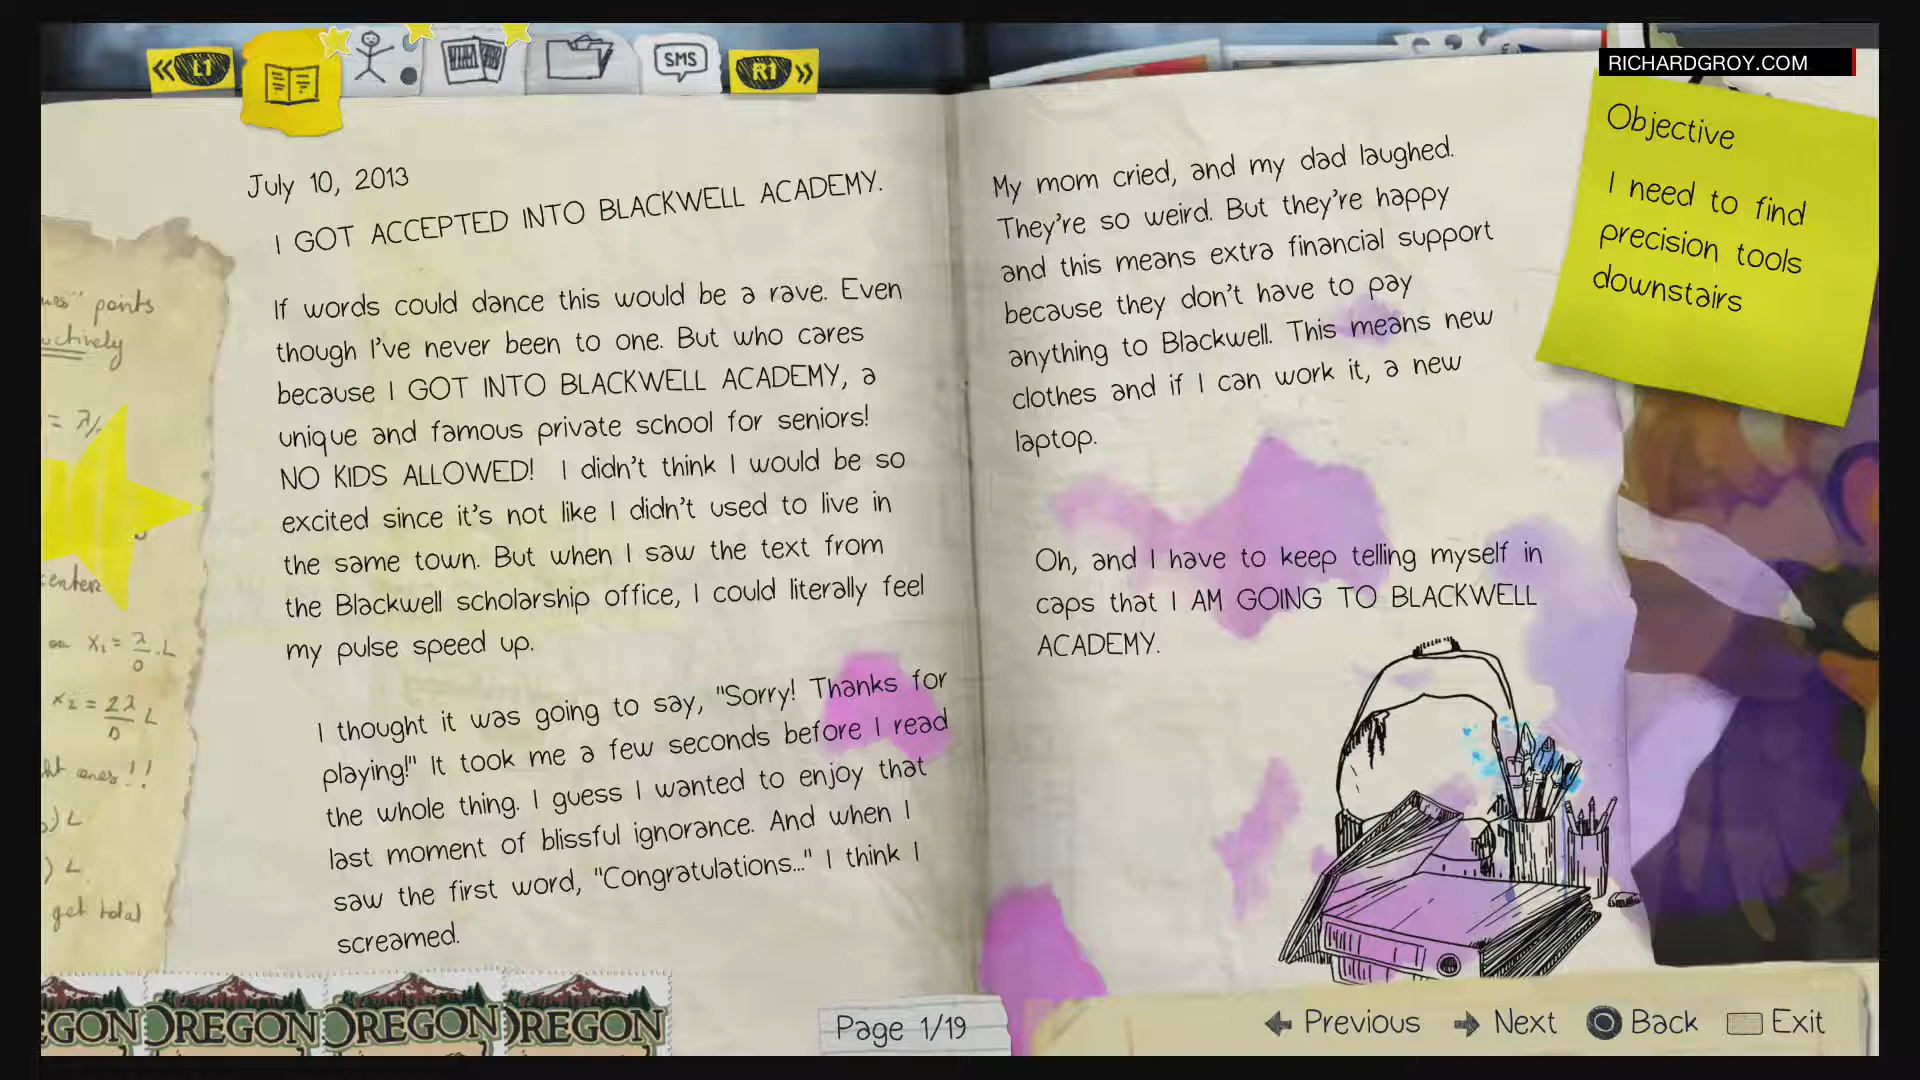 L1
SMS
R1
RICHARDGROY.COM
July 10, 2013
I GOT ACCEPTED INTO BLACKWELL ACADEMY.
If words could dance this would be a rave. Even
though I've never been to one. But who cares
because I GOT INTO BLACKWELL ACADEMY, a
unique and famous private school for seniors!
NO KIDS ALLOWED! I didn't think I would be so
excited since it's not like I didn't used to live in
the same town. But when I saw the text from
the Blackwell scholarship office, I could literally feel
my pulse speed up.
I thought it was going to say, "Sorry! Thanks for
playing!" It took me a few seconds before I read
the whole thing. I guess I wanted to enjoy that
last moment of blissful ignorance. And when I
saw the first word, "Congratulations..." I think I
screamed.
My mom cried, and my dad laughed.
They're so weird. But they're happy
and this means extra financial support
because they don't have to pay
anything to Blackwell. This means new
clothes and if I can work it, a new
laptop.
Oh, and I have to keep telling myself in
caps that I AM GOING TO BLACKWELL
ACADEMY.
Objective
I need to find
precision tools
downstairs
points
= λ/
center
x₁ = λ/D . L
x₂ = 2λ/D L
ones!!
) L
) L
get total
EGON OREGON OREGON OREGON
Page 1/19
Previous Next Back Exit